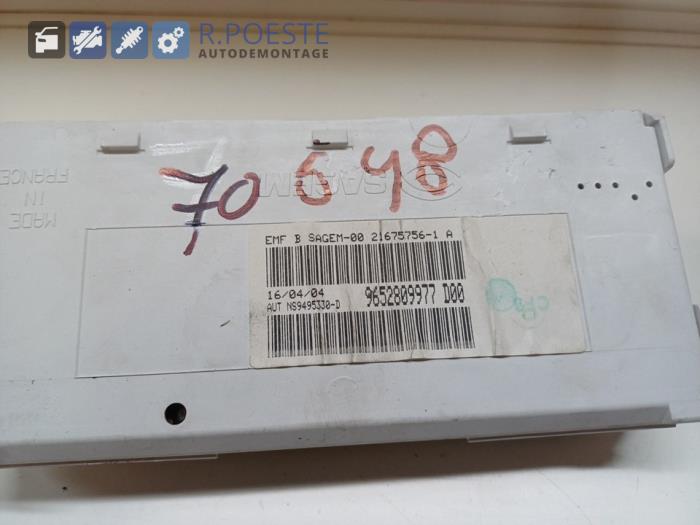 R.POESTE
AUTODEMONTAGE
70 648
SAGEM
MADE
IN
FRANCE
EMF B SAGEM-00 21675756-1 A
16/04/04
9652809977 D00
AUT NS9495330-D